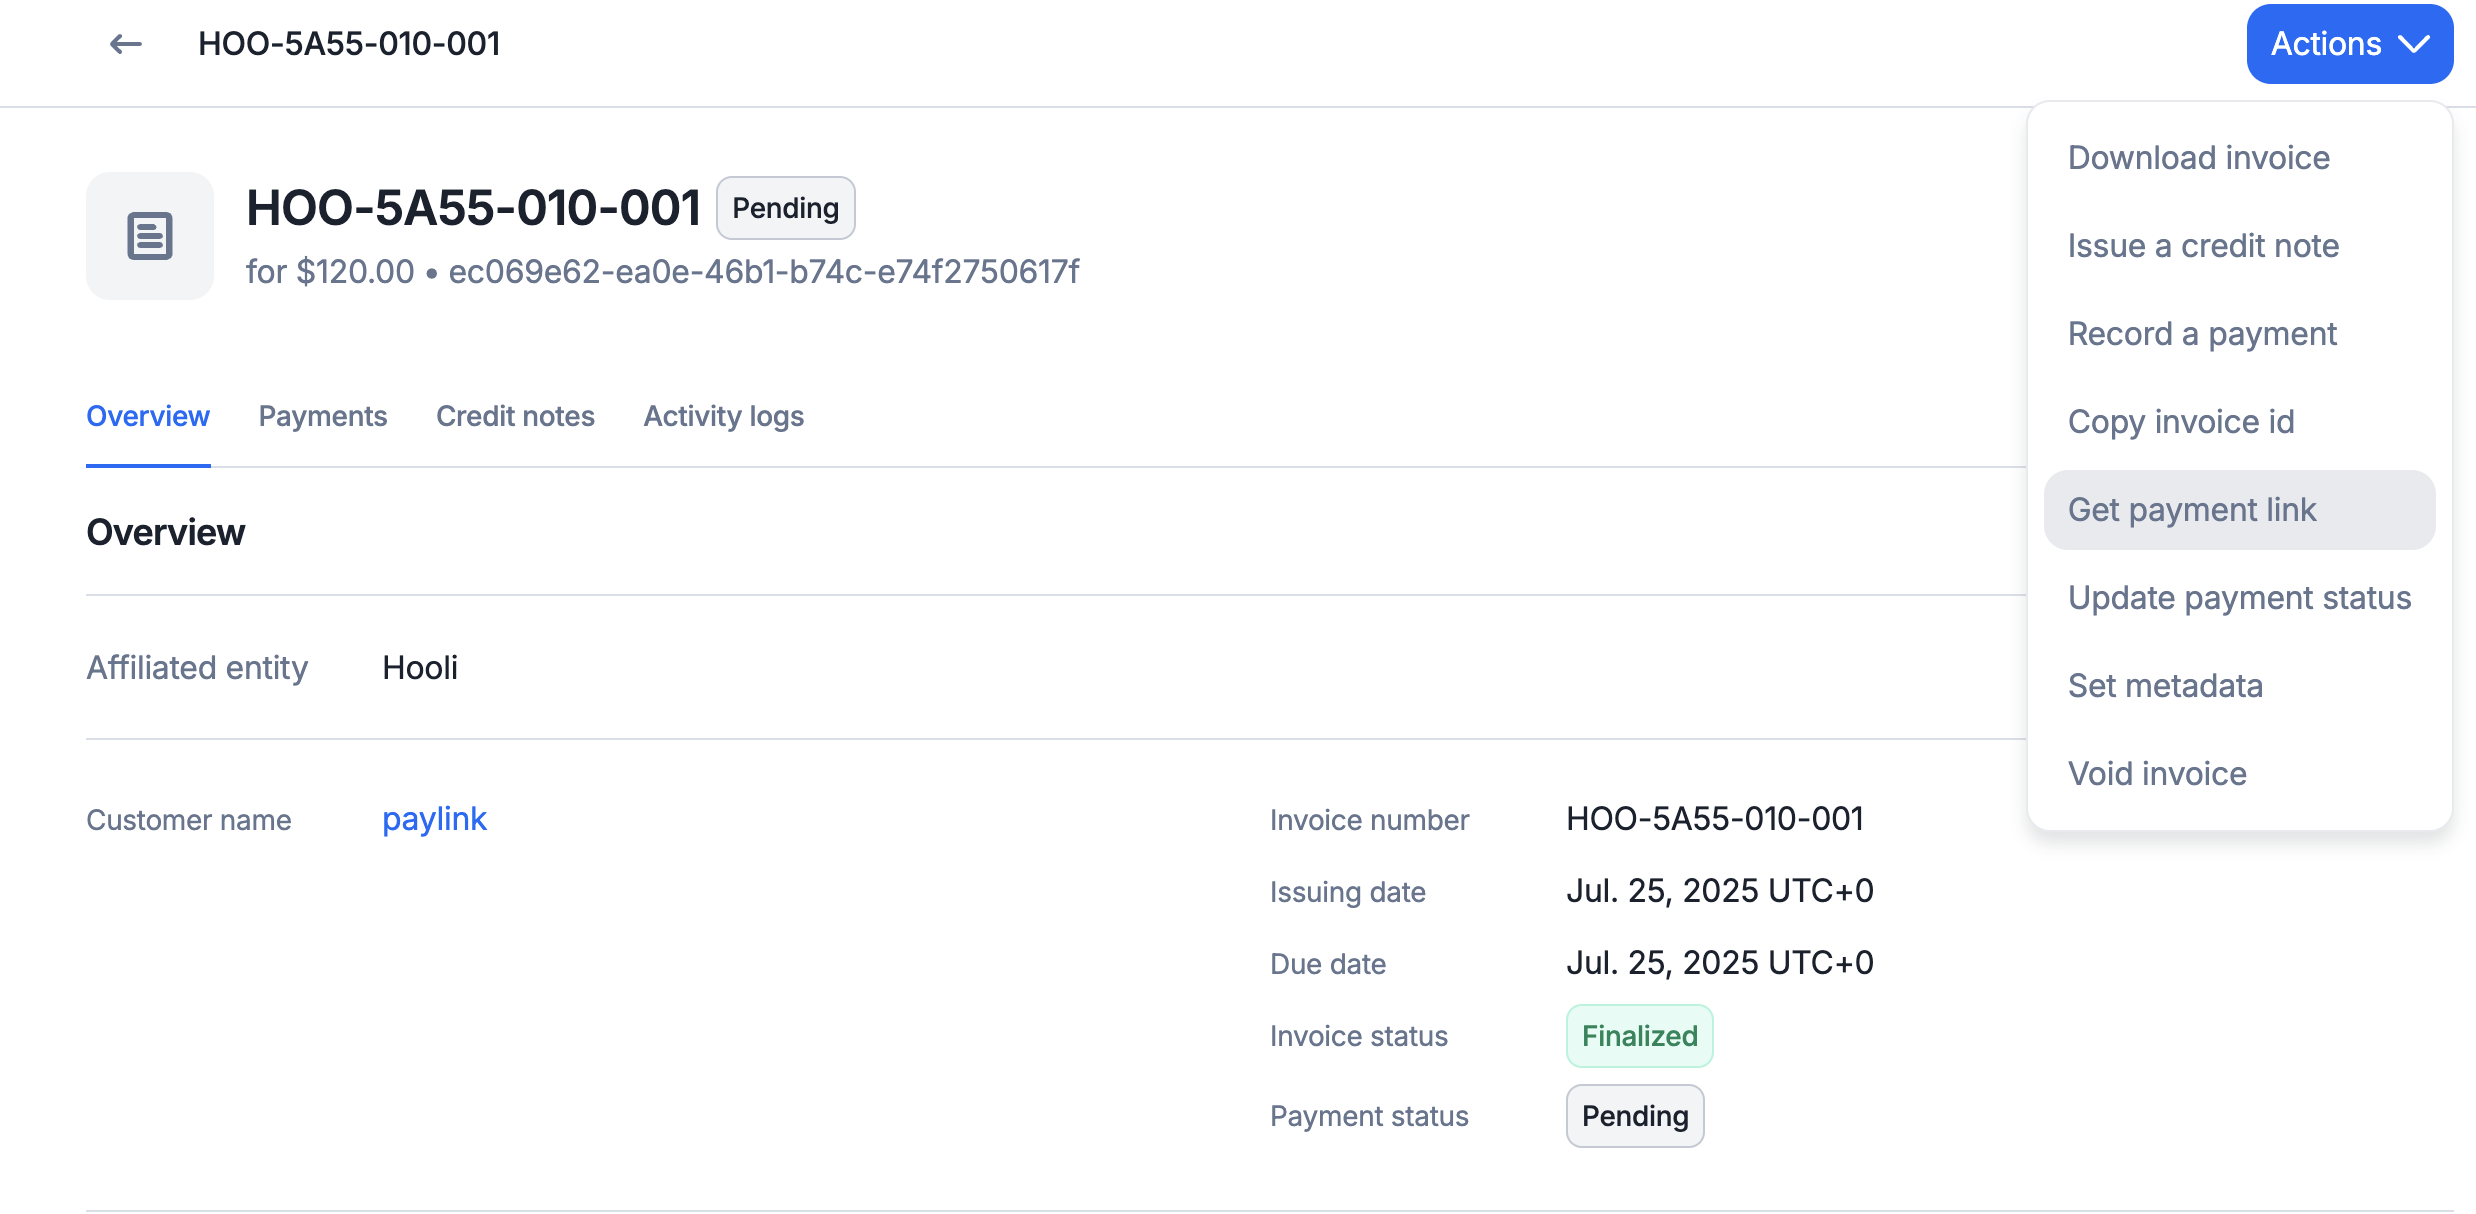 HOO-5A55-010-001
Actions
HOO-5A55-010-001 Pending
for $120.00 • ec069e62-ea0e-46b1-b74c-e74f2750617f
Download invoice
Issue a credit note
Record a payment
Copy invoice id
Get payment link
Update payment status
Set metadata
Void invoice
Overview Payments Credit notes Activity logs
Overview
Affiliated entity Hooli
Customer name paylink
Invoice number HOO-5A55-010-001
Issuing date Jul. 25, 2025 UTC+0
Due date Jul. 25, 2025 UTC+0
Invoice status Finalized
Payment status Pending